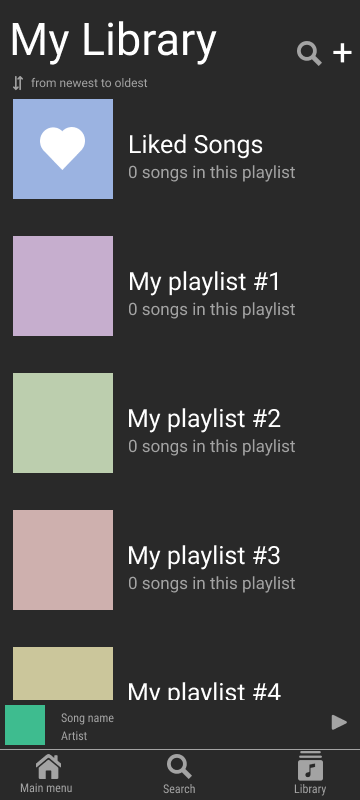 My Library
from newest to oldest
Liked Songs
0 songs in this playlist
My playlist #1
0 songs in this playlist
My playlist #2
0 songs in this playlist
My playlist #3
0 songs in this playlist
My playlist #4
Song name
Artist
Main menu
Search
Library